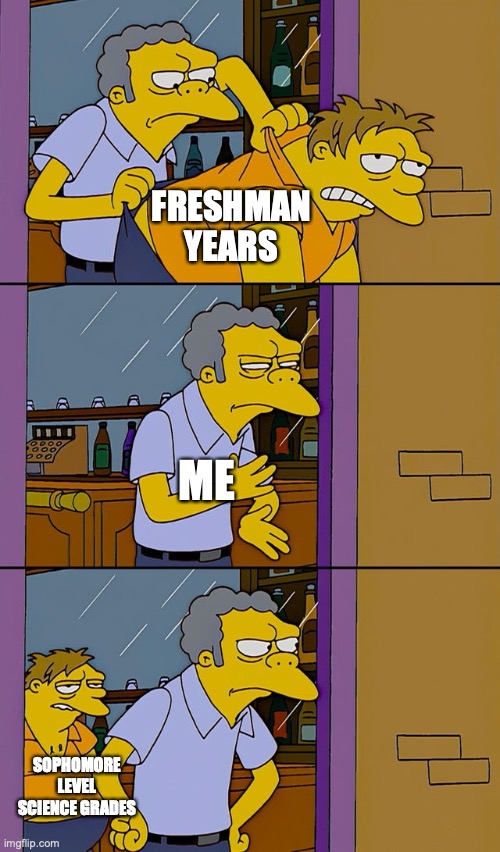 FRESHMAN
YEARS
ME
SOPHOMORE
LEVEL
SCIENCE GRADES
imgflip.com